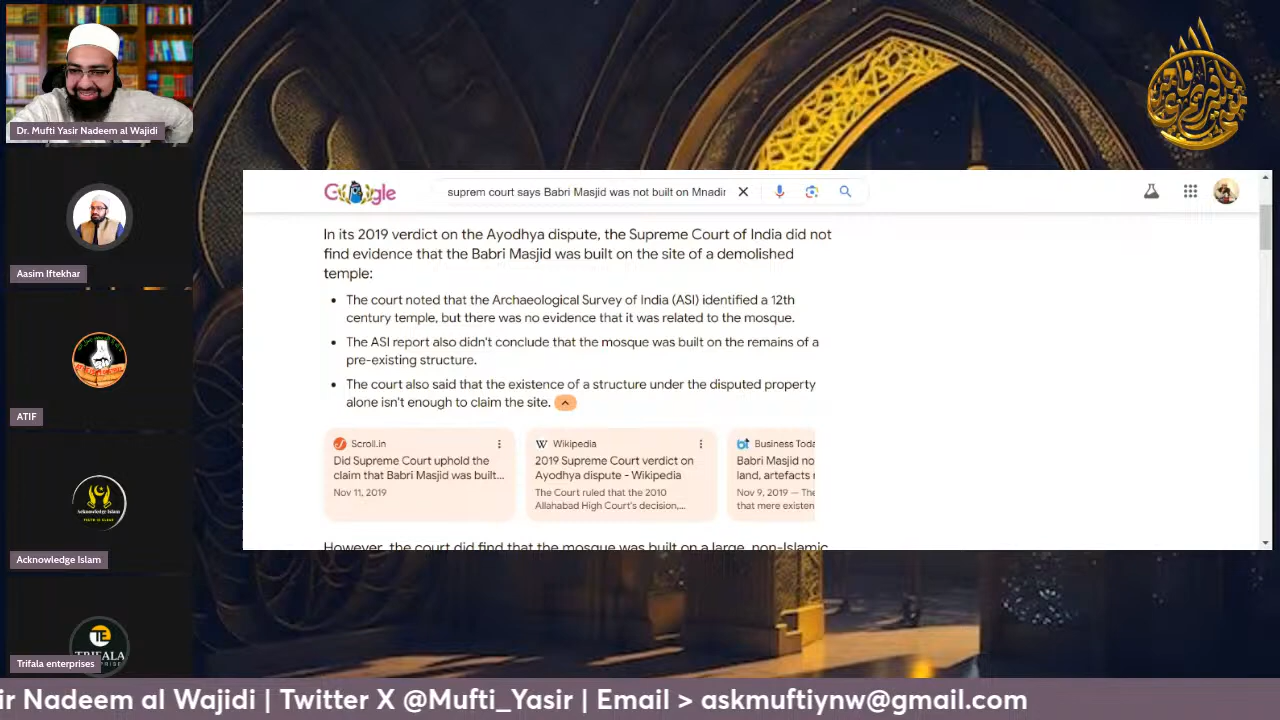 Dr. Mufti Yasir Nadeem al Wajidi
Aasim Iftekhar
ATIF
Acknowledge Islam
TRUTH IS CLEAR
Acknowledge Islam
TE
TRIFALA
Trifala enterprises
Google
suprem court says Babri Masjid was not built on Mnadir
In its 2019 verdict on the Ayodhya dispute, the Supreme Court of India did not
find evidence that the Babri Masjid was built on the site of a demolished
temple:
• The court noted that the Archaeological Survey of India (ASI) identified a 12th
century temple, but there was no evidence that it was related to the mosque.
• The ASI report also didn't conclude that the mosque was built on the remains of a
pre-existing structure.
• The court also said that the existence of a structure under the disputed property
alone isn't enough to claim the site.
Scroll.in
Did Supreme Court uphold the
claim that Babri Masjid was built...
Nov 11, 2019
W Wikipedia
2019 Supreme Court verdict on
Ayodhya dispute - Wikipedia
The Court ruled that the 2010
Allahabad High Court's decision,...
bt Business Toda
Babri Masjid no
land, artefacts
Nov 9, 2019 — The
that mere existen
However, the court did find that the mosque was built on a large, non-Islamic
ir Nadeem al Wajidi | Twitter X @Mufti_Yasir | Email > askmuftiynw@gmail.com